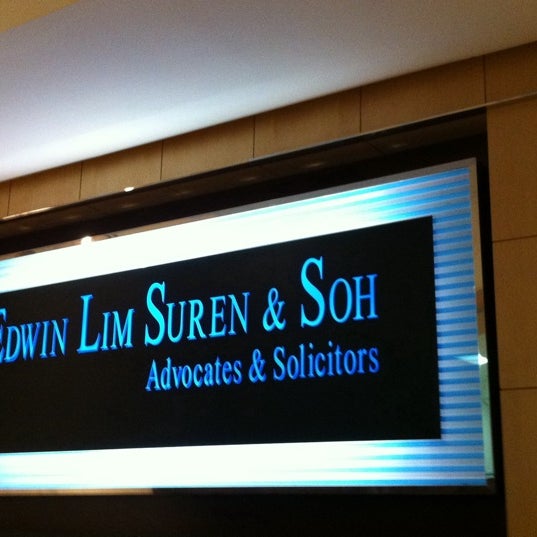 EDWIN LIM SUREN & SOH
Advocates & Solicitors